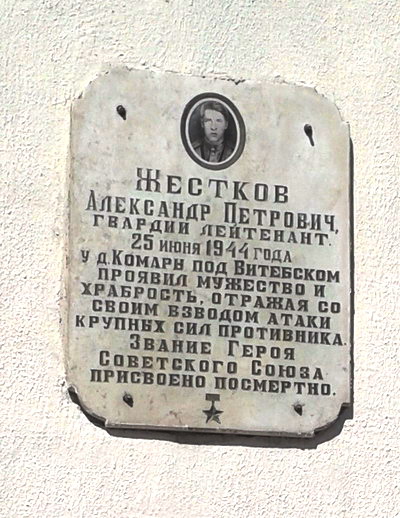 ЖЕСТКОВ
АЛЕКСАНДР ПЕТРОВИЧ,
ГВАРДИИ ЛЕЙТЕНАНТ.
25 ИЮНЯ 1944 ГОДА
У Д. КОМАРЫ ПОД ВИТЕБСКОМ
ПРОЯВИЛ МУЖЕСТВО И
ХРАБРОСТЬ, ОТРАЖАЯ СО
СВОИМ ВЗВОДОМ АТАКИ
КРУПНЫХ СИЛ ПРОТИВНИКА.
ЗВАНИЕ ГЕРОЯ
СОВЕТСКОГО СОЮЗА
ПРИСВОЕНО ПОСМЕРТНО.